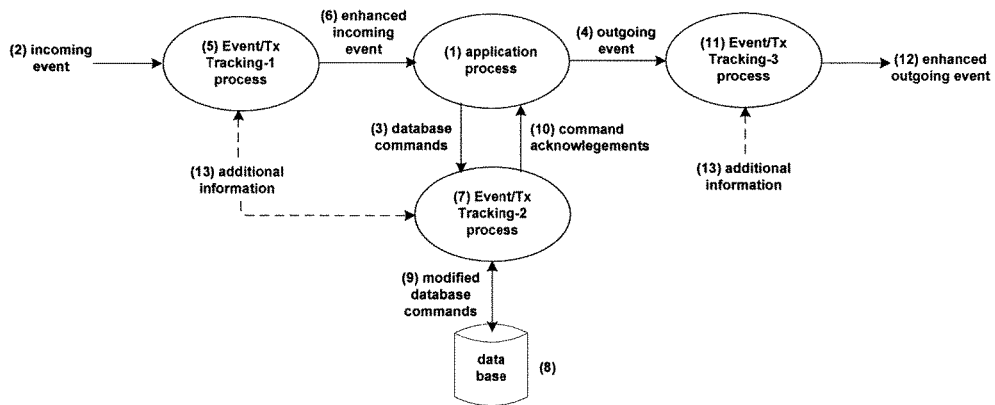 (2) incoming
event
(5) Event/Tx
Tracking-1
process
(6) enhanced
incoming
event
(1) application
process
(4) outgoing
event
(11) Event/Tx
Tracking-3
process
(12) enhanced
outgoing event
(3) database
commands
(10) command
acknowlegements
(13) additional
information
(13) additional
information
(7) Event/Tx
Tracking-2
process
(9) modified
database
commands
data
base
(8)